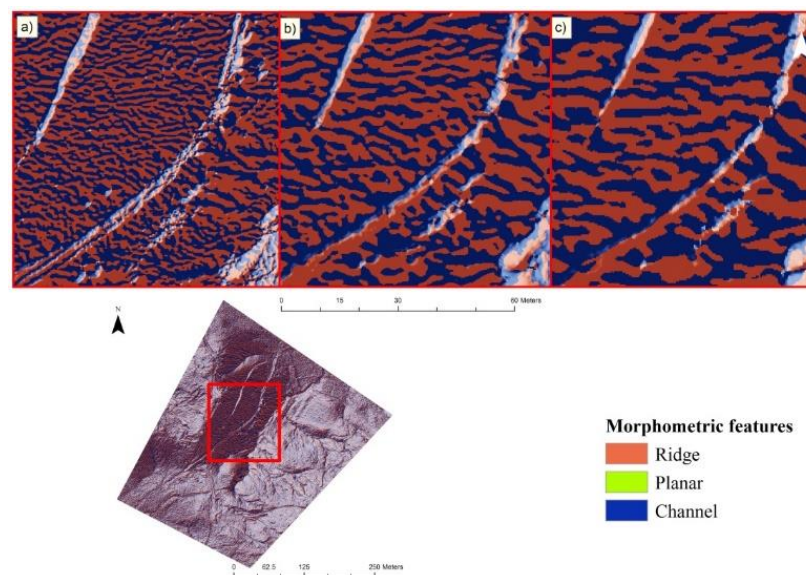 a)
b)
c)
0 15 30 60 Meters
N
Morphometric features
Ridge
Planar
Channel
0 62.5 125 250 Meters